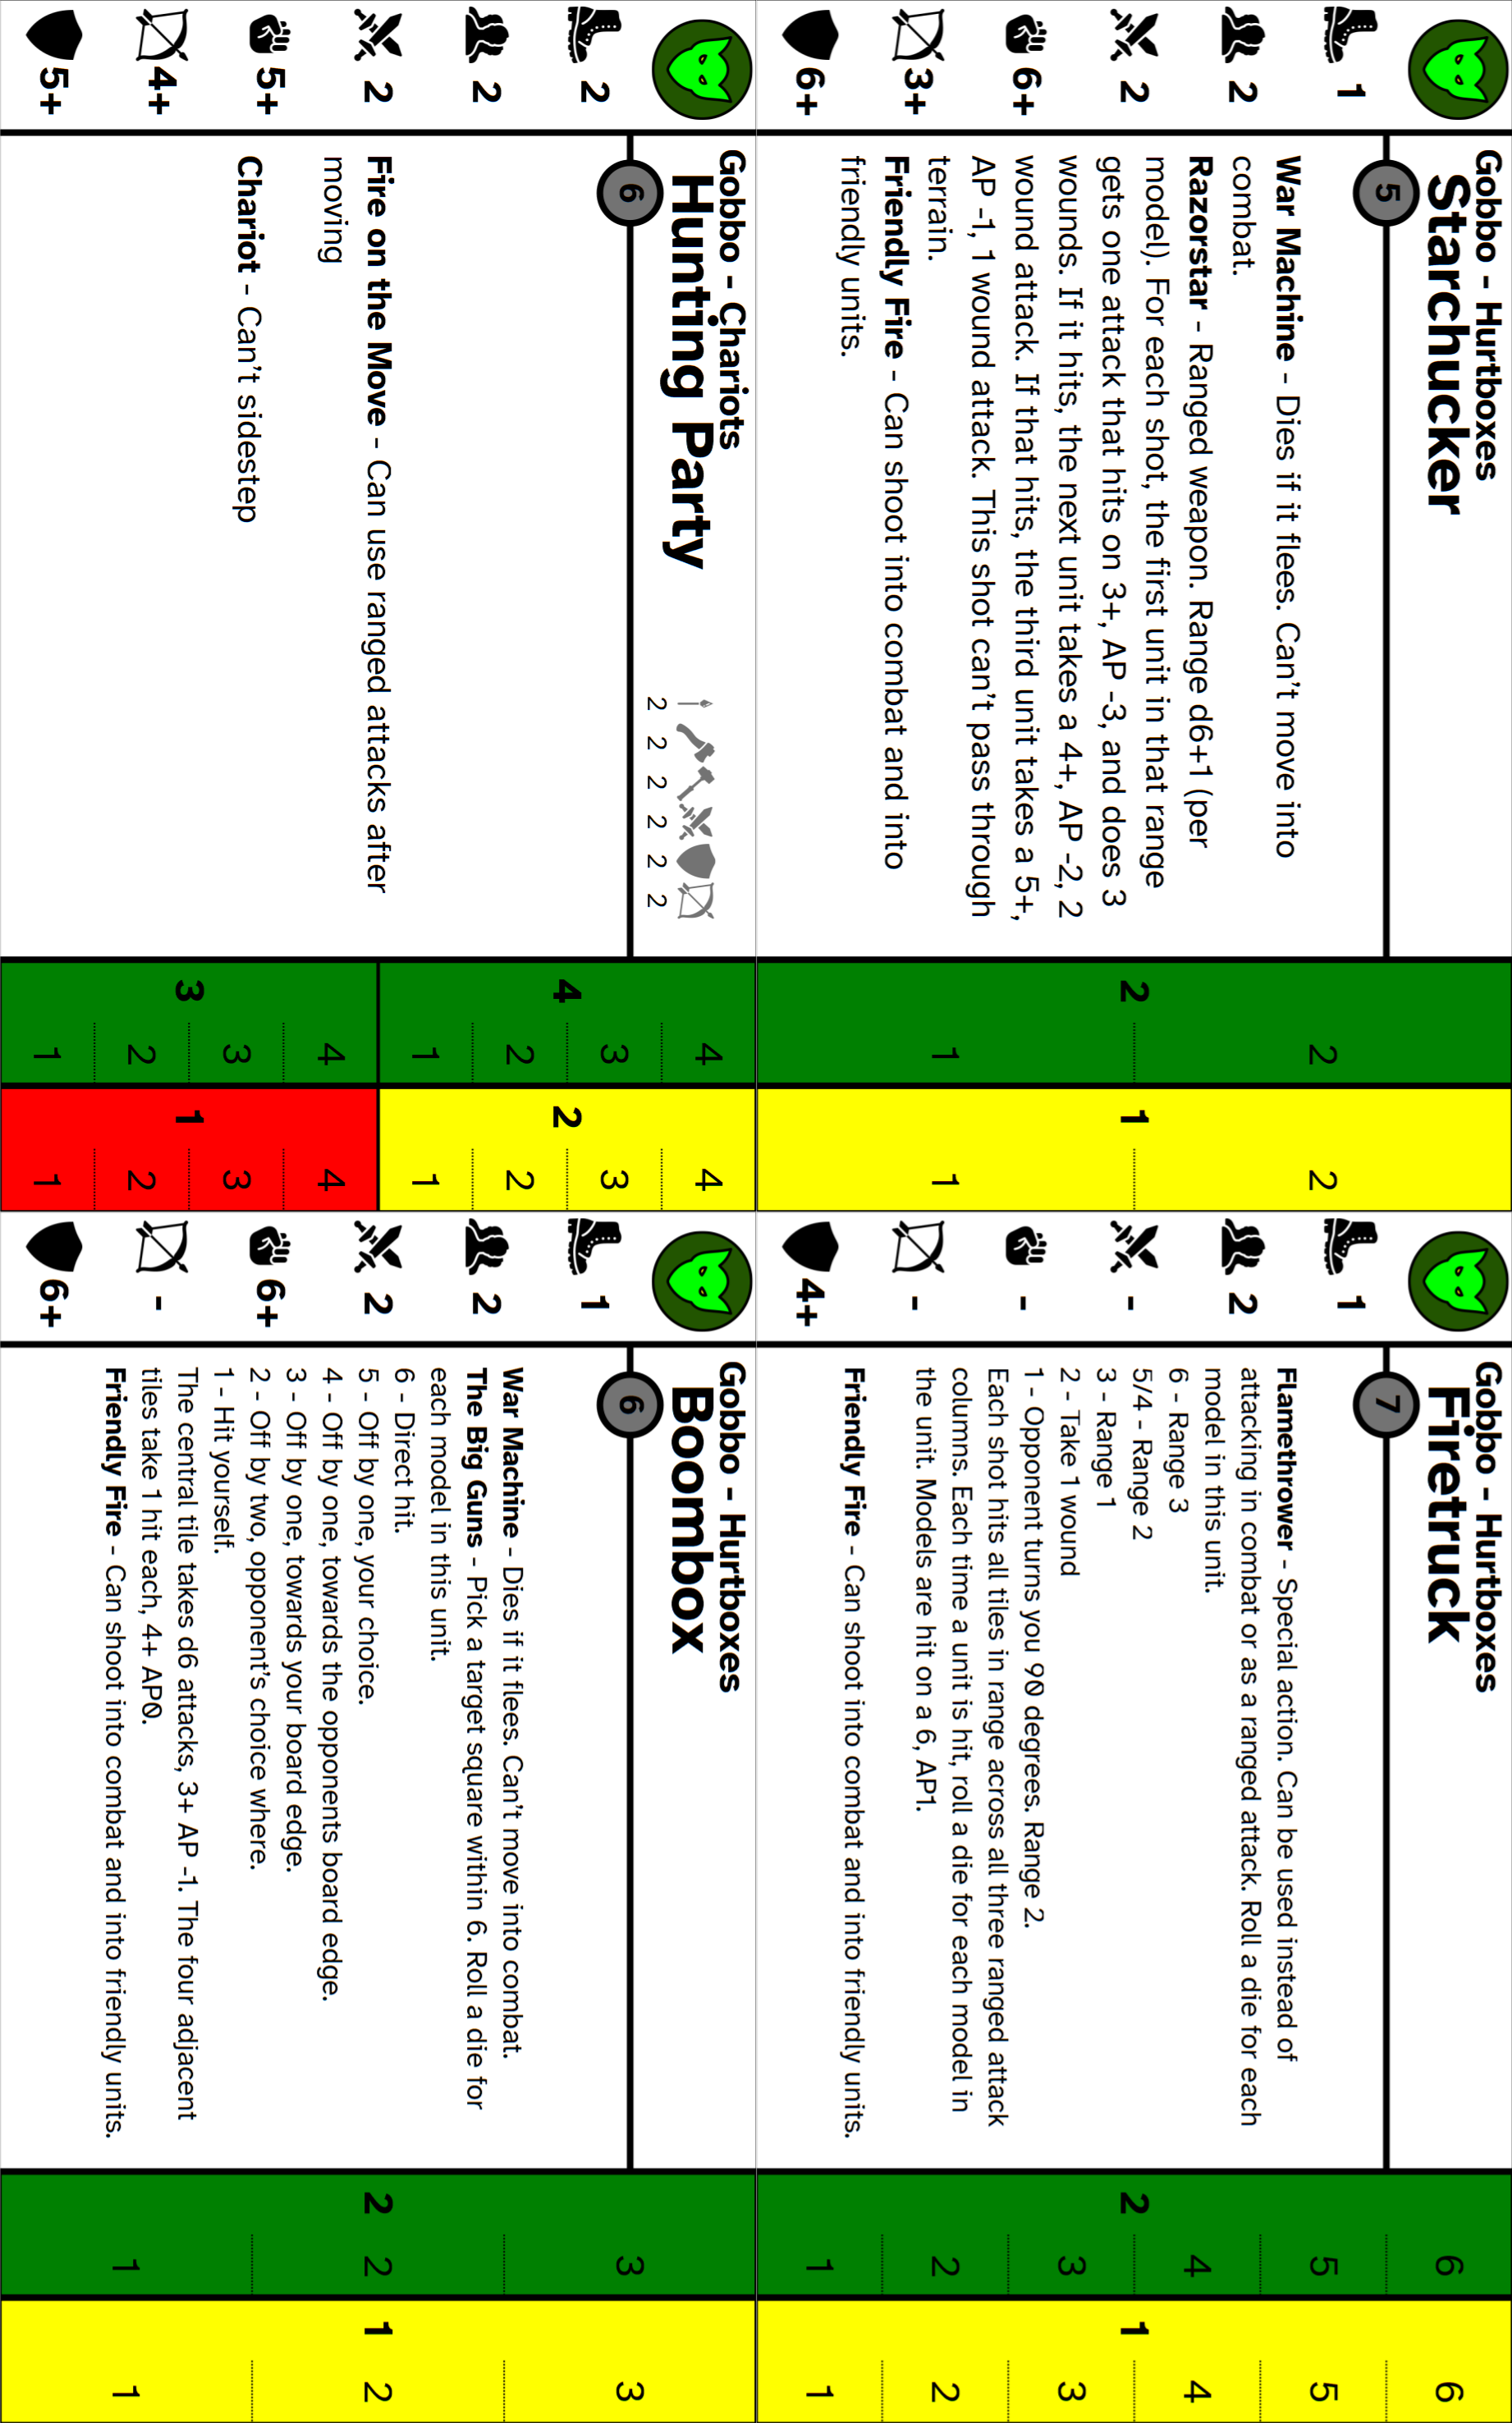 Gobbo - Hurtboxes
Starchucker
5
1
2
2
6+
3+
6+
War Machine - Dies if it flees. Can't move into
combat.
Razorstar - Ranged weapon. Range d6+1 (per
model). For each shot, the first unit in that range
gets one attack that hits on 3+, AP -3, and does 3
wounds. If it hits, the next unit takes a 4+, AP -2, 2
wound attack. If that hits, the third unit takes a 5+,
AP -1, 1 wound attack. This shot can't pass through
terrain.
Friendly Fire - Can shoot into combat and into
friendly units.
2
2
1
1
2
1
Gobbo - Hurtboxes
Firetruck
7
1
2
-
-
-
4+
Flamethrower - Special action. Can be used instead of
attacking in combat or as a ranged attack. Roll a die for each
model in this unit.
6 - Range 3
5/4 - Range 2
3 - Range 1
2 - Take 1 wound
1 - Opponent turns you 90 degrees. Range 2.
Each shot hits all tiles in range across all three ranged attack
columns. Each time a unit is hit, roll a die for each model in
the unit. Models are hit on a 6, AP1.
Friendly Fire - Can shoot into combat and into friendly units.
2
6
5
4
3
2
1
1
6
5
4
3
2
1
Gobbo - Chariots
Hunting Party
2 2 2 2 2 2
6
2
2
2
5+
4+
5+
Fire on the Move - Can use ranged attacks after
moving
Chariot - Can't sidestep
4
4
3
2
1
3
4
3
2
1
2
4
3
2
1
1
4
3
2
1
Gobbo - Hurtboxes
Boombox
6
1
2
2
6+
-
6+
War Machine - Dies if it flees. Can't move into combat.
The Big Guns - Pick a target square within 6. Roll a die for
each model in this unit.
6 - Direct hit.
5 - Off by one, your choice.
4 - Off by one, towards the opponents board edge.
3 - Off by one, towards your board edge.
2 - Off by two, opponent's choice where.
1 - Hit yourself.
The central tile takes d6 attacks, 3+ AP -1. The four adjacent
tiles take 1 hit each, 4+ AP0.
Friendly Fire - Can shoot into combat and into friendly units.
2
3
2
1
1
3
2
1